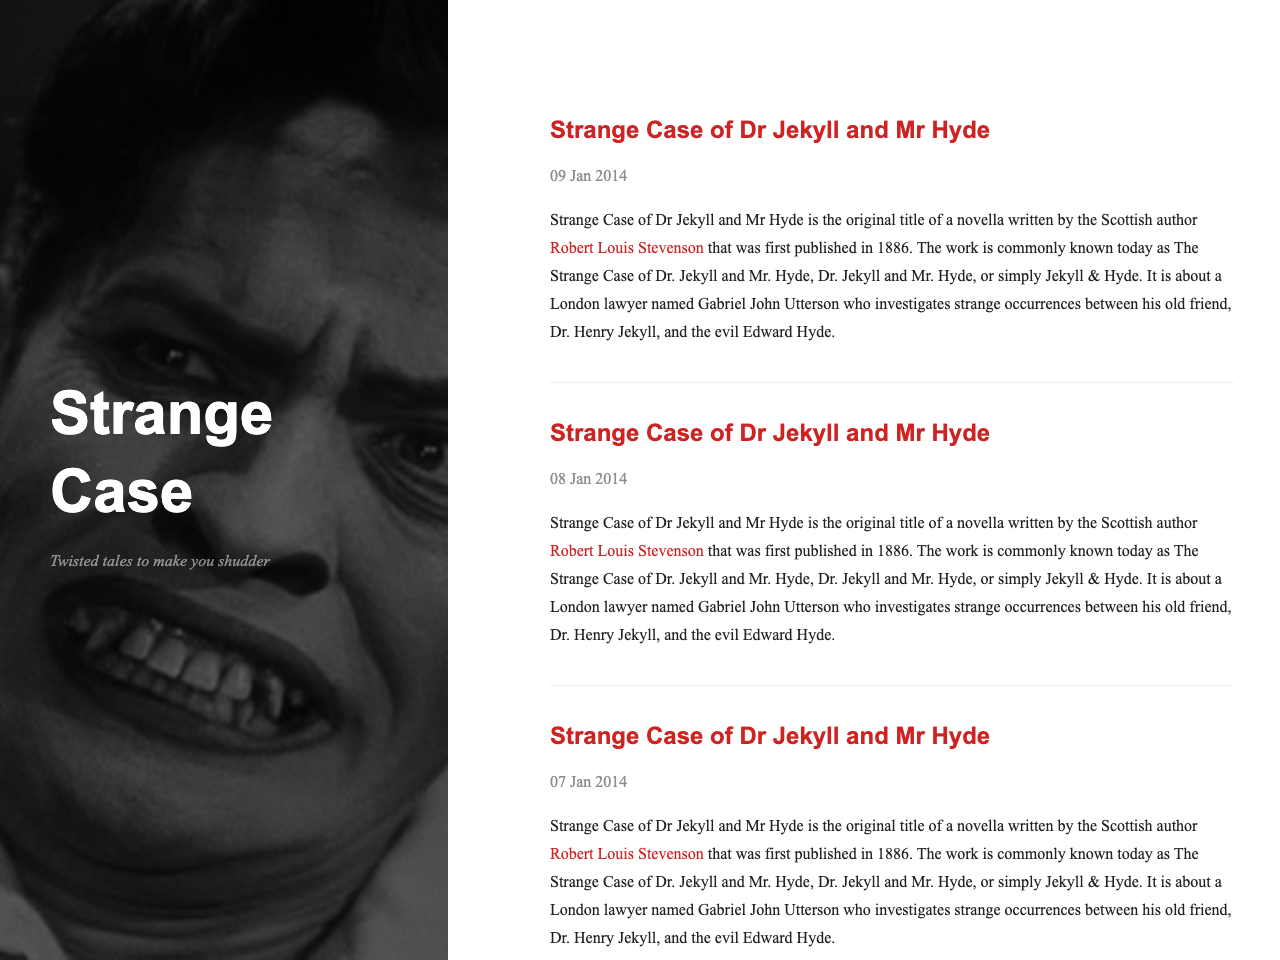 Strange
Case
Twisted tales to make you shudder
Strange Case of Dr Jekyll and Mr Hyde
09 Jan 2014
Strange Case of Dr Jekyll and Mr Hyde is the original title of a novella written by the Scottish author
Robert Louis Stevenson that was first published in 1886. The work is commonly known today as The
Strange Case of Dr. Jekyll and Mr. Hyde, Dr. Jekyll and Mr. Hyde, or simply Jekyll & Hyde. It is about a
London lawyer named Gabriel John Utterson who investigates strange occurrences between his old friend,
Dr. Henry Jekyll, and the evil Edward Hyde.
Strange Case of Dr Jekyll and Mr Hyde
08 Jan 2014
Strange Case of Dr Jekyll and Mr Hyde is the original title of a novella written by the Scottish author
Robert Louis Stevenson that was first published in 1886. The work is commonly known today as The
Strange Case of Dr. Jekyll and Mr. Hyde, Dr. Jekyll and Mr. Hyde, or simply Jekyll & Hyde. It is about a
London lawyer named Gabriel John Utterson who investigates strange occurrences between his old friend,
Dr. Henry Jekyll, and the evil Edward Hyde.
Strange Case of Dr Jekyll and Mr Hyde
07 Jan 2014
Strange Case of Dr Jekyll and Mr Hyde is the original title of a novella written by the Scottish author
Robert Louis Stevenson that was first published in 1886. The work is commonly known today as The
Strange Case of Dr. Jekyll and Mr. Hyde, Dr. Jekyll and Mr. Hyde, or simply Jekyll & Hyde. It is about a
London lawyer named Gabriel John Utterson who investigates strange occurrences between his old friend,
Dr. Henry Jekyll, and the evil Edward Hyde.